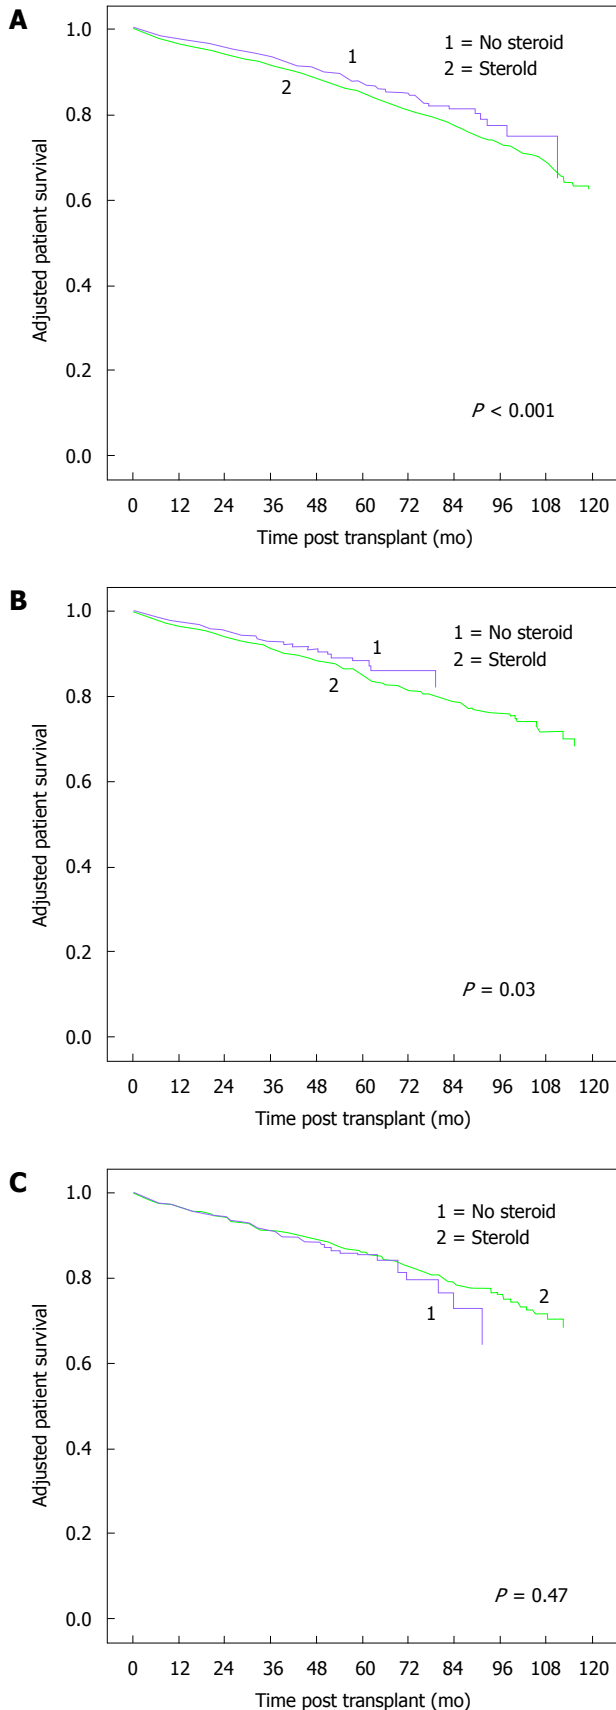 A
1.0
0.8
0.6
0.4
0.2
0.0
Adjusted patient survival
1
2
1 = No steroid
2 = Sterold
P < 0.001
0 12 24 36 48 60 72 84 96 108 120
Time post transplant (mo)
B
1.0
0.8
0.6
0.4
0.2
0.0
Adjusted patient survival
1
2
1 = No steroid
2 = Sterold
P = 0.03
0 12 24 36 48 60 72 84 96 108 120
Time post transplant (mo)
C
1.0
0.8
0.6
0.4
0.2
0.0
Adjusted patient survival
1 = No steroid
2 = Sterold
2
1
P = 0.47
0 12 24 36 48 60 72 84 96 108 120
Time post transplant (mo)